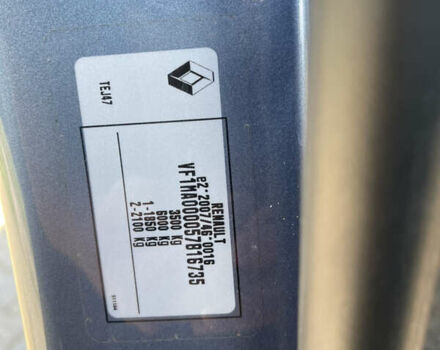 TEJ47
RENAULT
e2*2007/46*0016
VF1MA000057816735
3500 KG
6000 KG
1-1850 KG
2-2100 KG